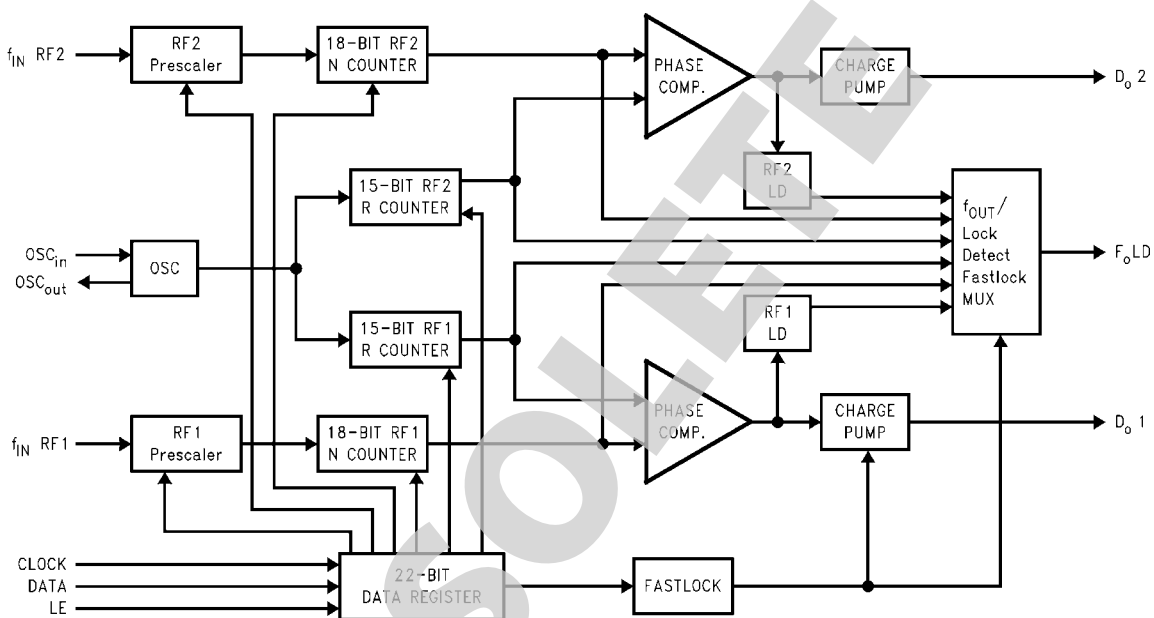 f_IN RF2
RF2
Prescaler
18-BIT RF2
N COUNTER
PHASE
COMP.
CHARGE
PUMP
D_o 2
RF2
LD
15-BIT RF2
R COUNTER
f_OUT/
Lock
Detect
Fastlock
MUX
F_oLD
OSC_in
OSC_out
OSC
15-BIT RF1
R COUNTER
RF1
LD
f_IN RF1
RF1
Prescaler
18-BIT RF1
N COUNTER
PHASE
COMP.
CHARGE
PUMP
D_o 1
CLOCK
DATA
LE
22-BIT
DATA REGISTER
FASTLOCK
SOLETE